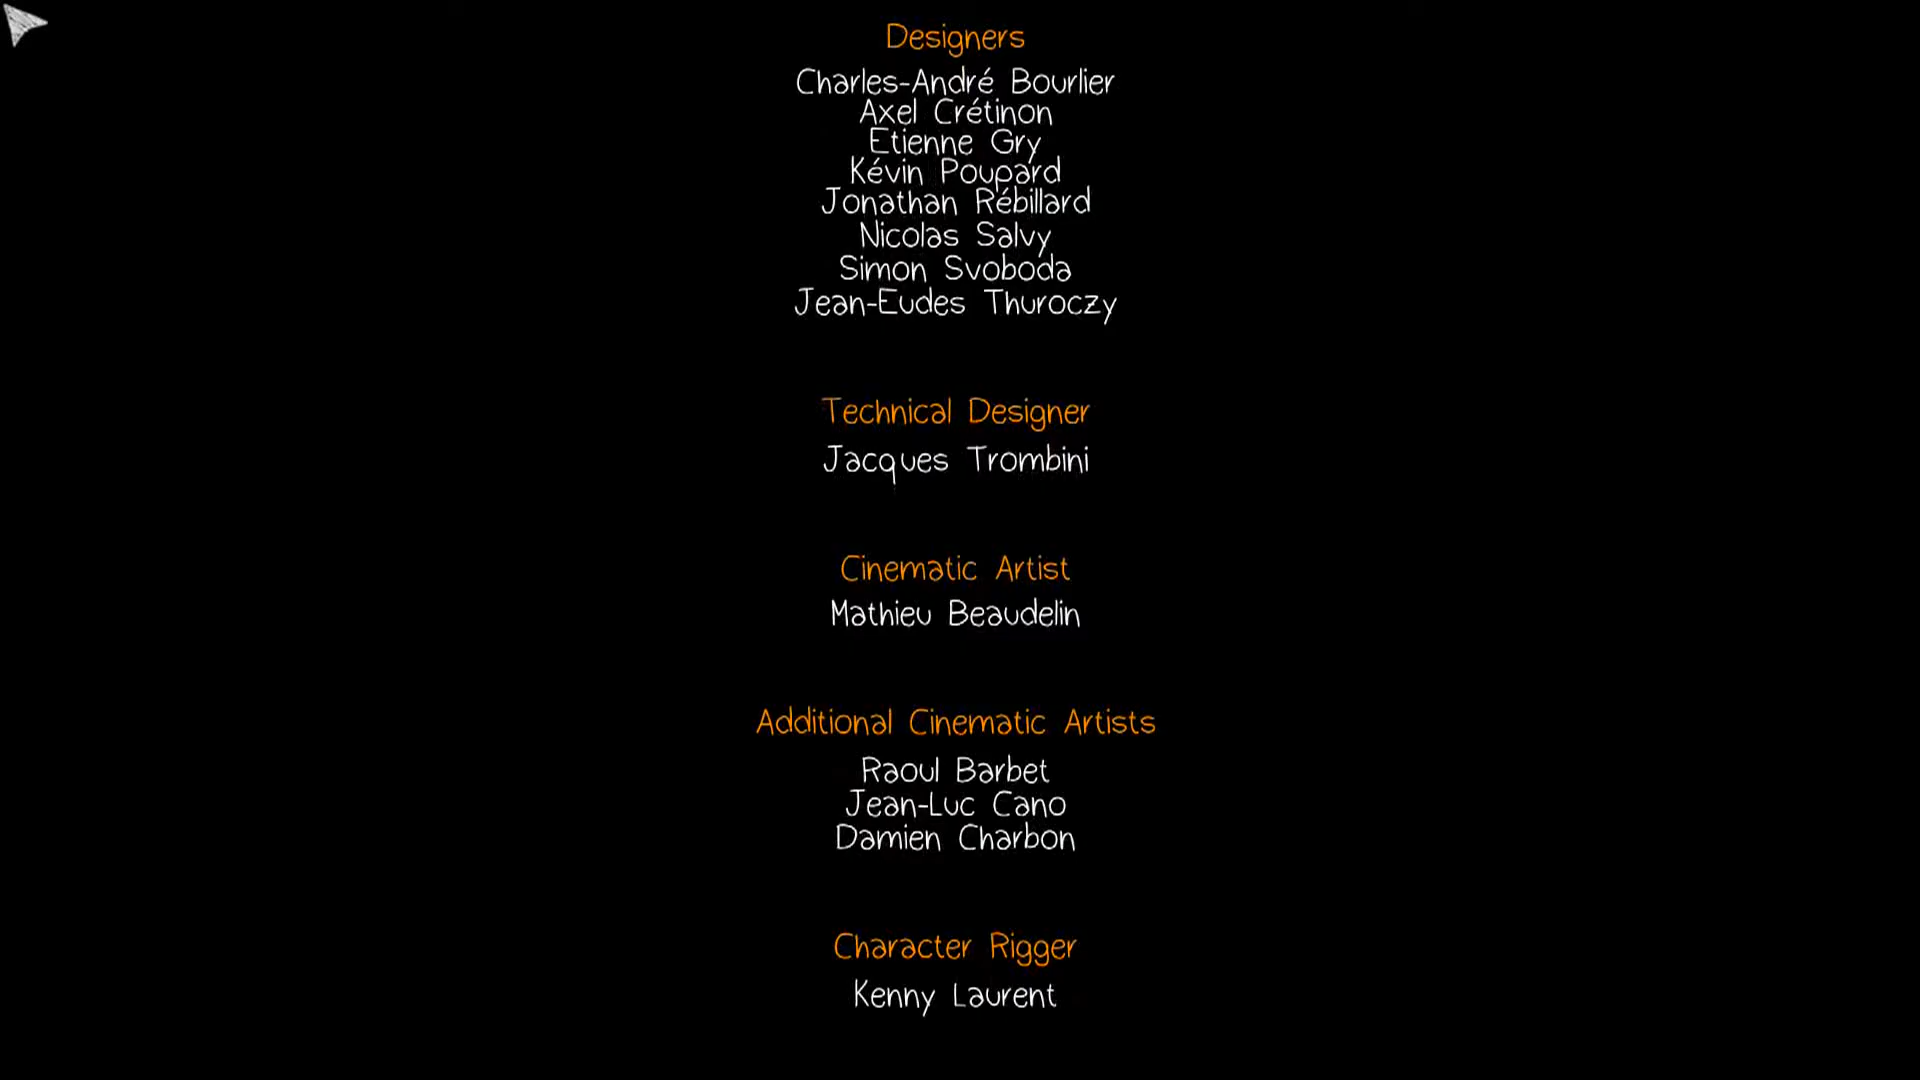 Designers
Charles-André Bourlier
Axel Crétinon
Etienne Gry
Kévin Poupard
Jonathan Rébillard
Nicolas Salvy
Simon Svoboda
Jean-Eudes Thuroczy
Technical Designer
Jacques Trombini
Cinematic Artist
Mathieu Beaudelin
Additional Cinematic Artists
Raoul Barbet
Jean-Luc Cano
Damien Charbon
Character Rigger
Kenny Laurent